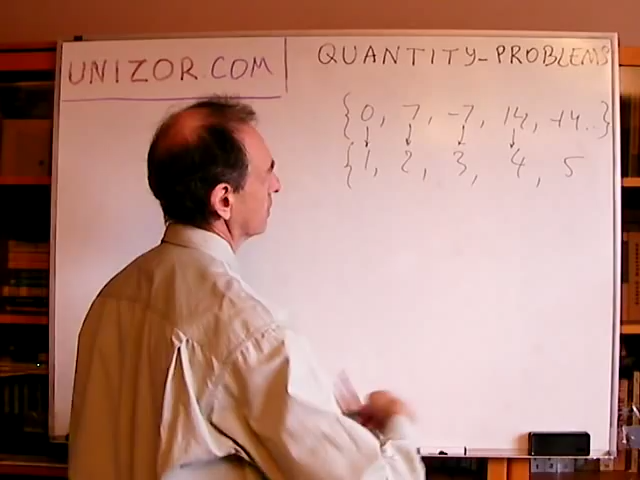 UNIZOR.COM
QUANTITY-PROBLEMS
{0, 7, -7, 14, -14..}
{1, 2, 3, 4, 5